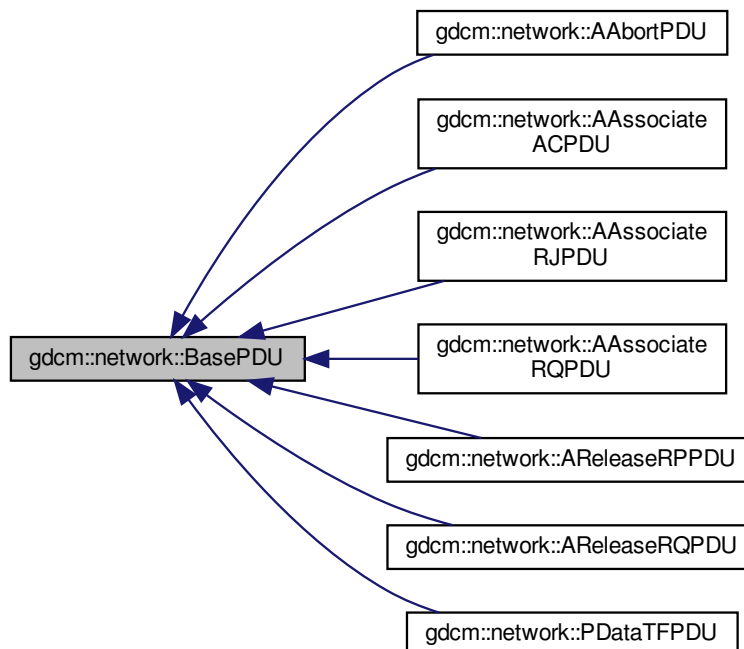 gdcm::network::AAbortPDU
gdcm::network::AAssociate
ACPDU
gdcm::network::AAssociate
RJPDU
gdcm::network::BasePDU
gdcm::network::AAssociate
RQPDU
gdcm::network::AReleaseRPPDU
gdcm::network::AReleaseRQPDU
gdcm::network::PDataTFPDU